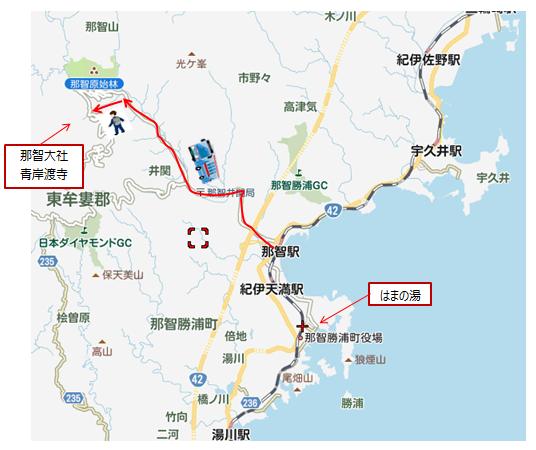 木ノ川
那智山
光ケ峯
紀伊佐野駅
市野々
那智原始林
高津気
那智大社
青岸渡寺
宇久井駅
井関
宇久井
那智勝浦GC
東牟婁郡
42
日本ダイヤモンドGC
那智駅
235
保天美山
紀伊天満駅
はまの湯
桧曽原
那智勝浦町
倍地
那智勝浦町役場
高山
湯川
狼煙山
42
尾畑山
235
橋ノ川
236
勝浦
竹向
二河
湯川駅